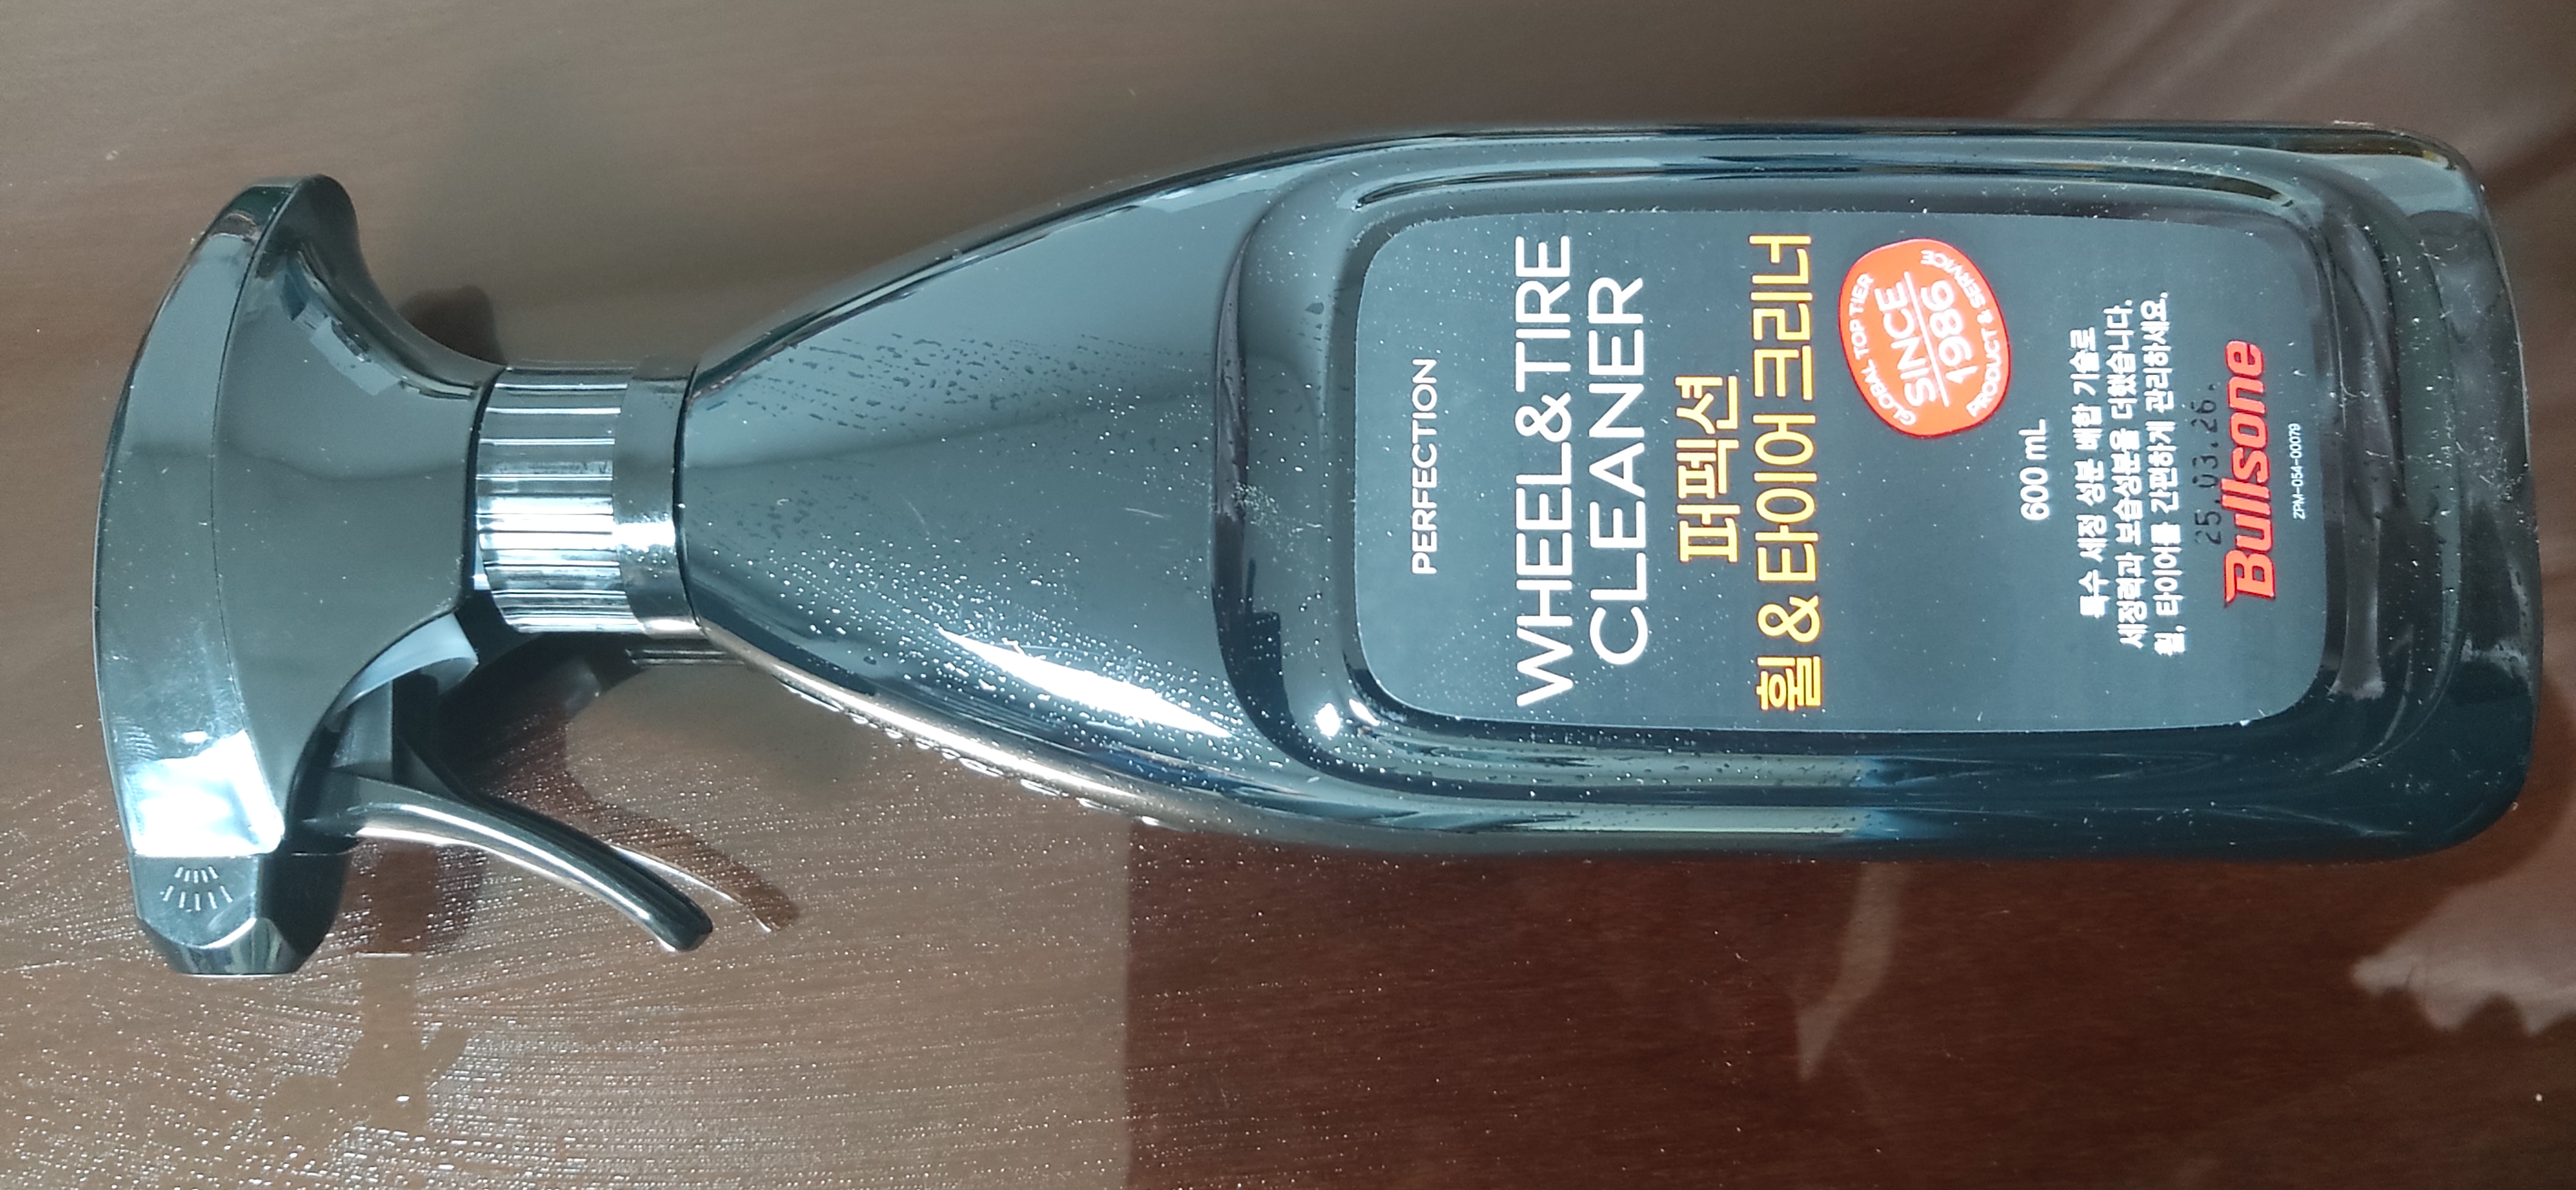 PERFECTION
WHEEL&TIRE
CLEANER
퍼펙션
휠 & 타이어 크리너
GLOBAL TOP TIER
SINCE
1986
PRODUCT & SERVICE
600 mL
특수 세정 성분 배합 기술로
세정력과 보습성분을 더했습니다.
휠, 타이어를 간편하게 관리하세요.
25.03.26.
Bullsone
ZPM-054-0079